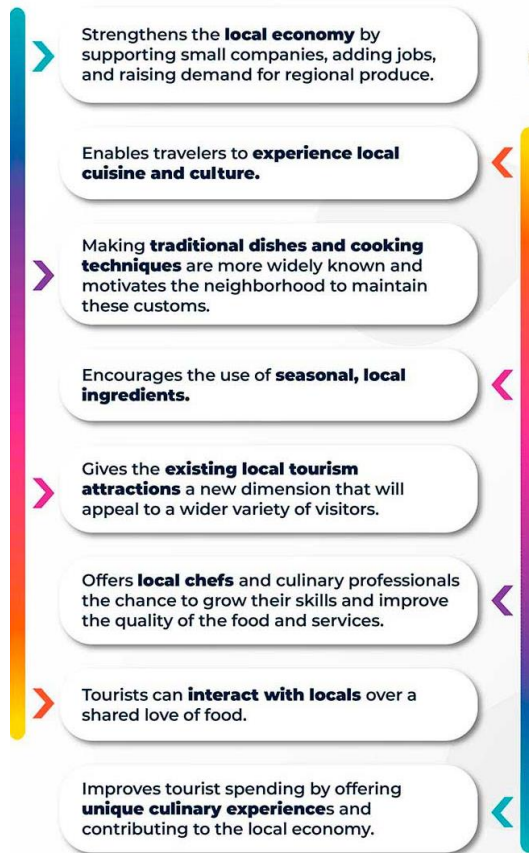 Strengthens the local economy by
supporting small companies, adding jobs,
and raising demand for regional produce.
Enables travelers to experience local
cuisine and culture.
Making traditional dishes and cooking
techniques are more widely known and
motivates the neighborhood to maintain
these customs.
Encourages the use of seasonal, local
ingredients.
Gives the existing local tourism
attractions a new dimension that will
appeal to a wider variety of visitors.
Offers local chefs and culinary professionals
the chance to grow their skills and improve
the quality of the food and services.
Tourists can interact with locals over a
shared love of food.
Improves tourist spending by offering
unique culinary experiences and
contributing to the local economy.